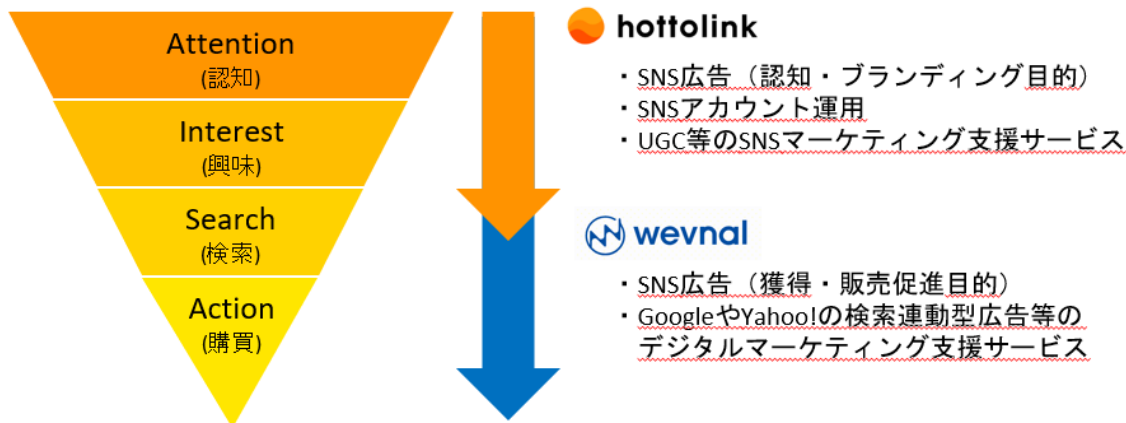 Attention
(認知)
Interest
(興味)
Search
(検索)
Action
(購買)
hottolink
・SNS広告（認知・ブランディング目的）
・SNSアカウント運用
・UGC等のSNSマーケティング支援サービス
wevnal
・SNS広告（獲得・販売促進目的）
・GoogleやYahoo!の検索連動型広告等の
デジタルマーケティング支援サービス